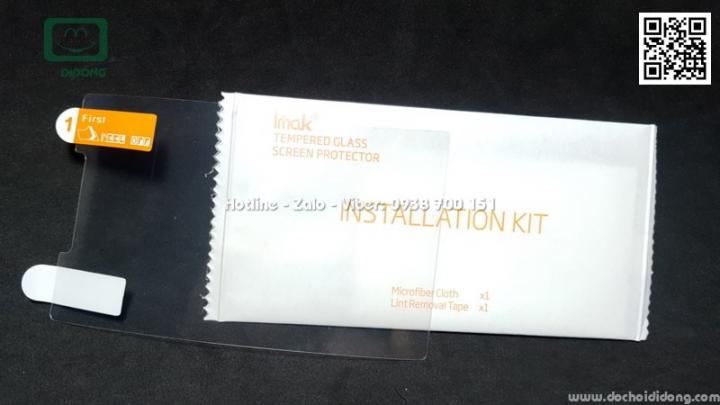 DIDÓNG
1
First
PEEL OFF
imak®
TEMPERED GLASS
SCREEN PROTECTOR
Hotline - Zalo - Viber: 0938 700 151
INSTALLATION KIT
Microfiber Cloth x1
Lint Removal Tape x1
www.dochoididong.com